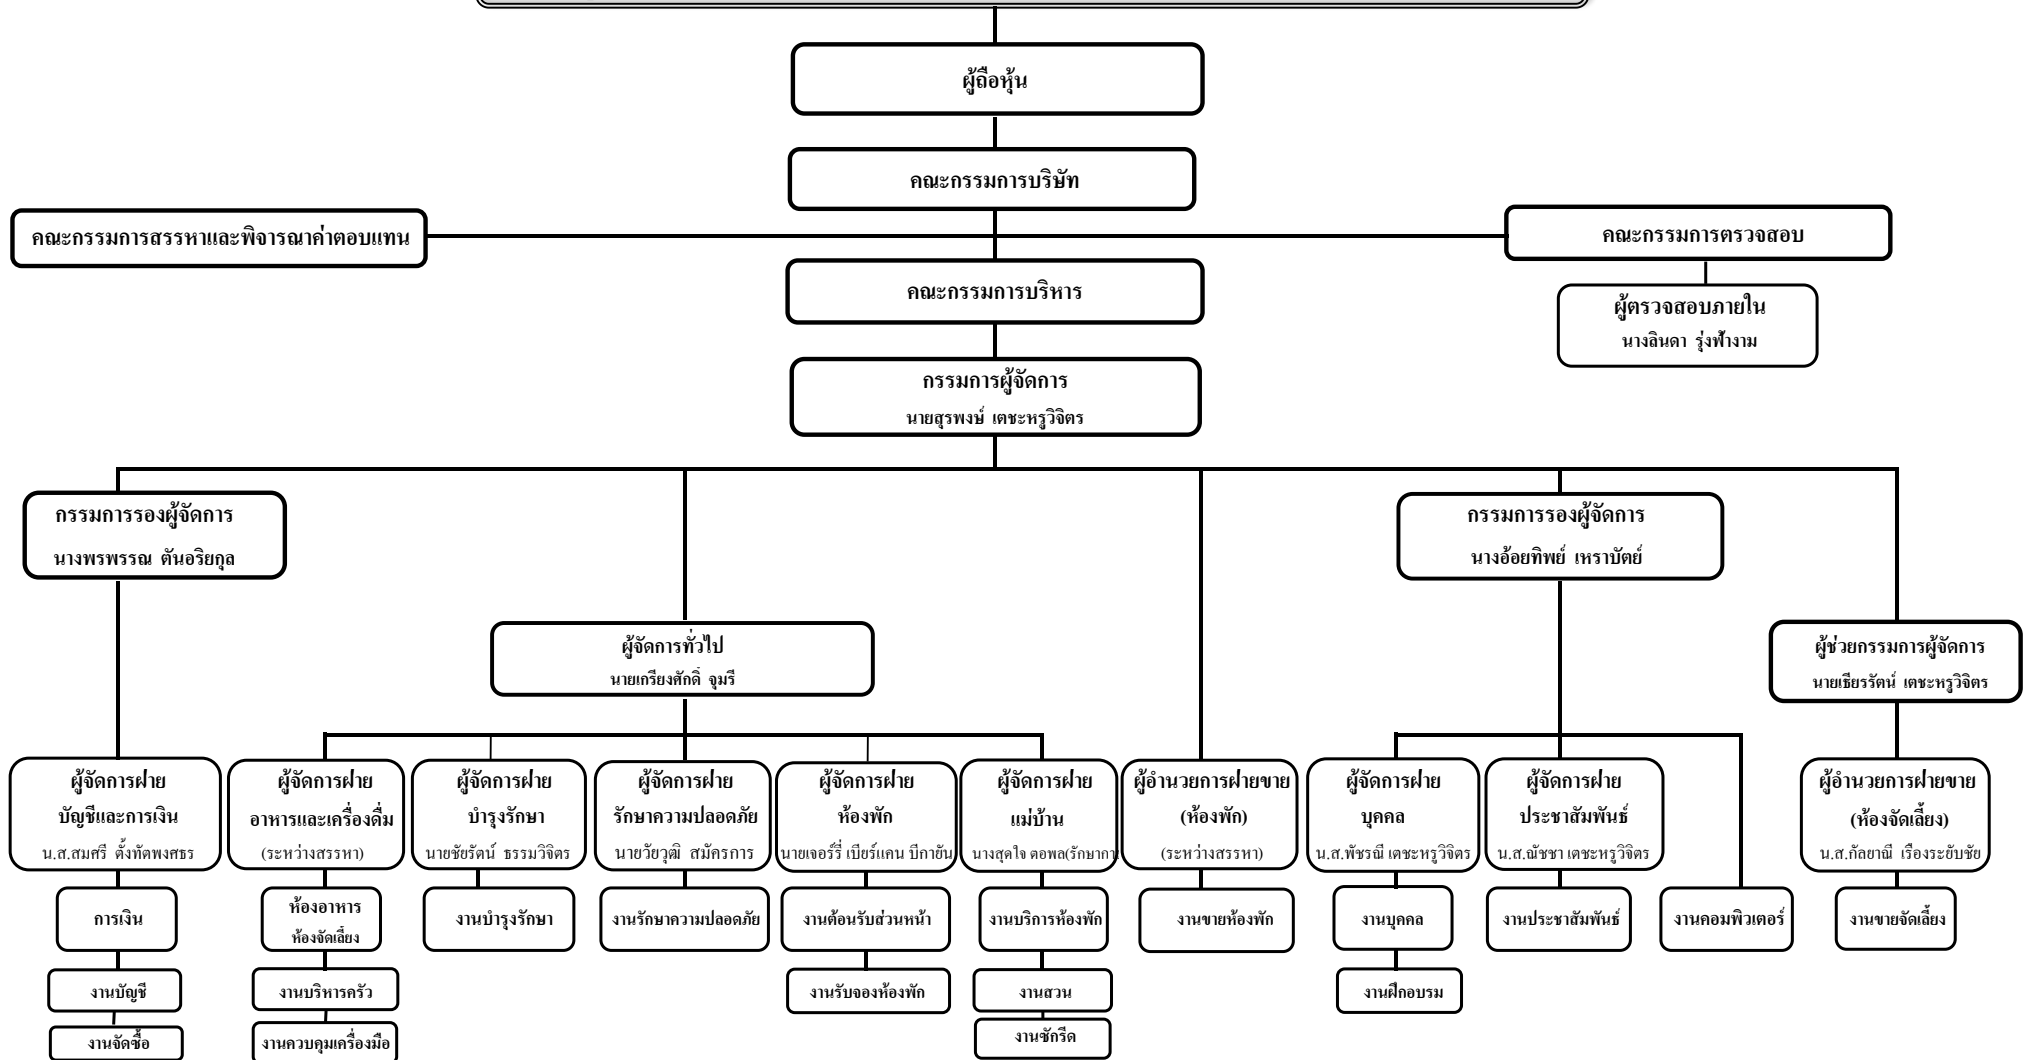 ผู้ถือหุ้น
คณะกรรมการบริษัท
คณะกรรมการสรรหาและพิจารณาค่าตอบแทน
คณะกรรมการตรวจสอบ
คณะกรรมการบริหาร
ผู้ตรวจสอบภายใน
นางลินดา รุ่งฟ้างาม
กรรมการผู้จัดการ
นายสุรพงษ์ เตชะหรูวิจิตร
กรรมการรองผู้จัดการ
นางพรพรรณ ตันอริยกุล
กรรมการรองผู้จัดการ
นางอ้อยทิพย์ เหราบัตย์
ผู้จัดการทั่วไป
นายเกรียงศักดิ์ จุมรี
ผู้ช่วยกรรมการผู้จัดการ
นายเธียรรัตน์ เตชะหรูวิจิตร
ผู้จัดการฝ่าย
บัญชีและการเงิน
น.ส.สมศรี ตั้งทัตพงศธร
ผู้จัดการฝ่าย
อาหารและเครื่องดื่ม
(ระหว่างสรรหา)
ผู้จัดการฝ่าย
บำรุงรักษา
นายชัยรัตน์ ธรรมวิจิตร
ผู้จัดการฝ่าย
รักษาความปลอดภัย
นายวัยวุฒิ สมัครการ
ผู้จัดการฝ่าย
ห้องพัก
นายเจอร์รี่ เบียร์แคน บีกายัน
ผู้จัดการฝ่าย
แม่บ้าน
นางสุดใจ ตอพล(รักษากา
ผู้อำนวยการฝ่ายขาย
(ห้องพัก)
(ระหว่างสรรหา)
ผู้จัดการฝ่าย
บุคคล
น.ส.พัชรณี เตชะหรูวิจิตร
ผู้จัดการฝ่าย
ประชาสัมพันธ์
น.ส.ณัชชา เตชะหรูวิจิตร
ผู้อำนวยการฝ่ายขาย
(ห้องจัดเลี้ยง)
น.ส.กัลยาณี เรืองระยับชัย
การเงิน
ห้องอาหาร
ห้องจัดเลี้ยง
งานบำรุงรักษา
งานรักษาความปลอดภัย
งานต้อนรับส่วนหน้า
งานบริการห้องพัก
งานขายห้องพัก
งานบุคคล
งานประชาสัมพันธ์
งานคอมพิวเตอร์
งานขายจัดเลี้ยง
งานบัญชี
งานบริหารครัว
งานรับจองห้องพัก
งานสวน
งานฝึกอบรม
งานจัดซื้อ
งานควบคุมเครื่องมือ
งานซักรีด